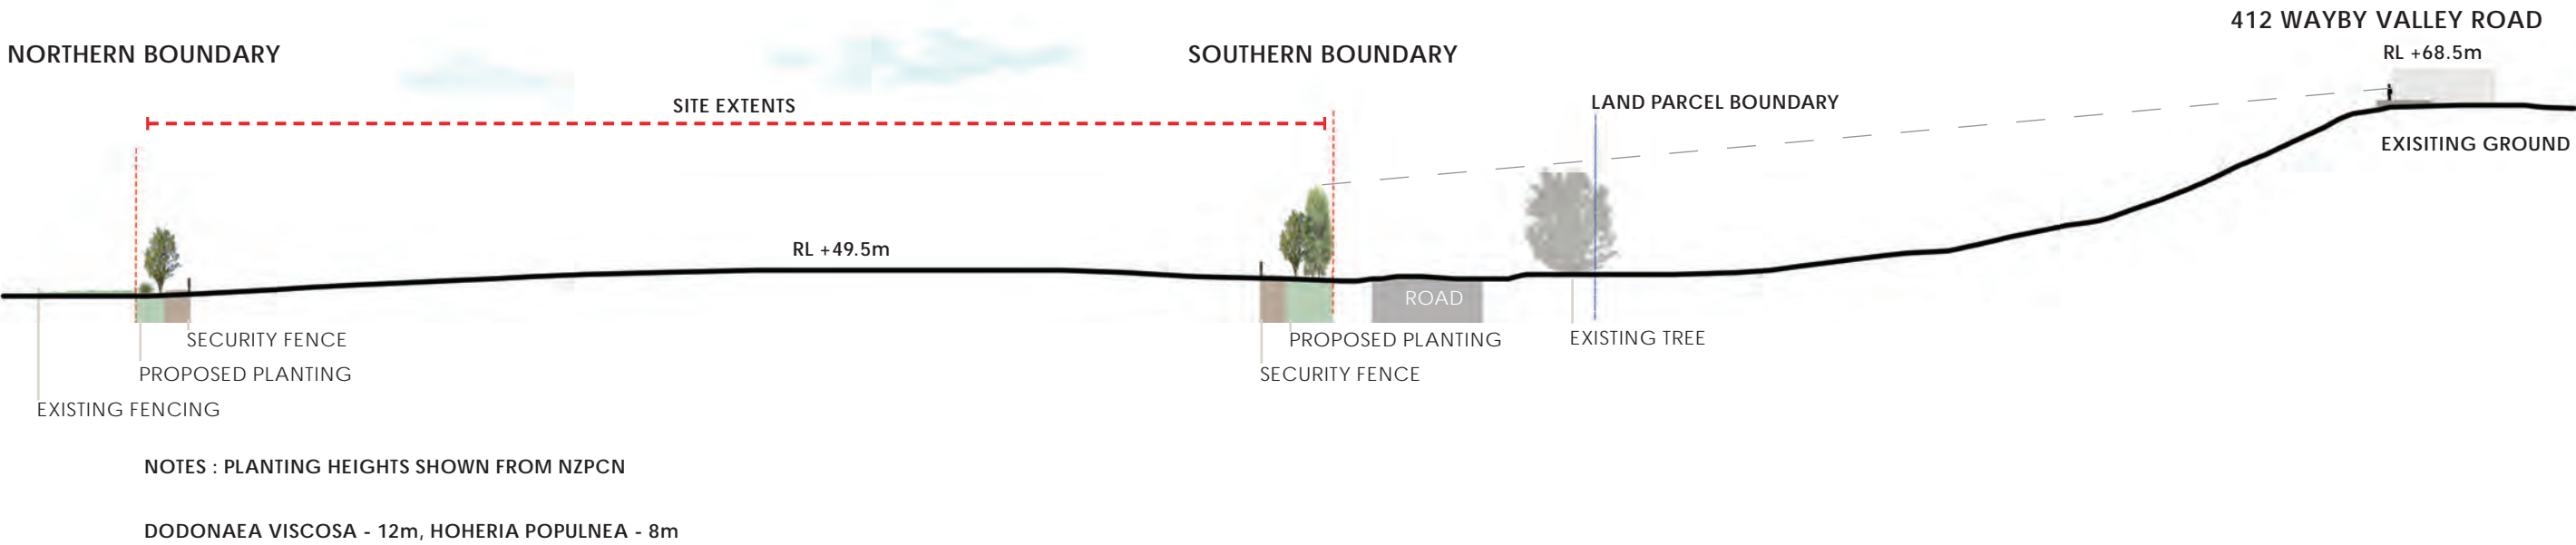 412 WAYBY VALLEY ROAD
NORTHERN BOUNDARY
SOUTHERN BOUNDARY
RL +68.5m
SITE EXTENTS
LAND PARCEL BOUNDARY
EXISITING GROUND
RL +49.5m
ROAD
SECURITY FENCE
PROPOSED PLANTING
EXISTING TREE
PROPOSED PLANTING
SECURITY FENCE
EXISTING FENCING
NOTES : PLANTING HEIGHTS SHOWN FROM NZPCN
DODONAEA VISCOSA - 12m, HOHERIA POPULNEA - 8m